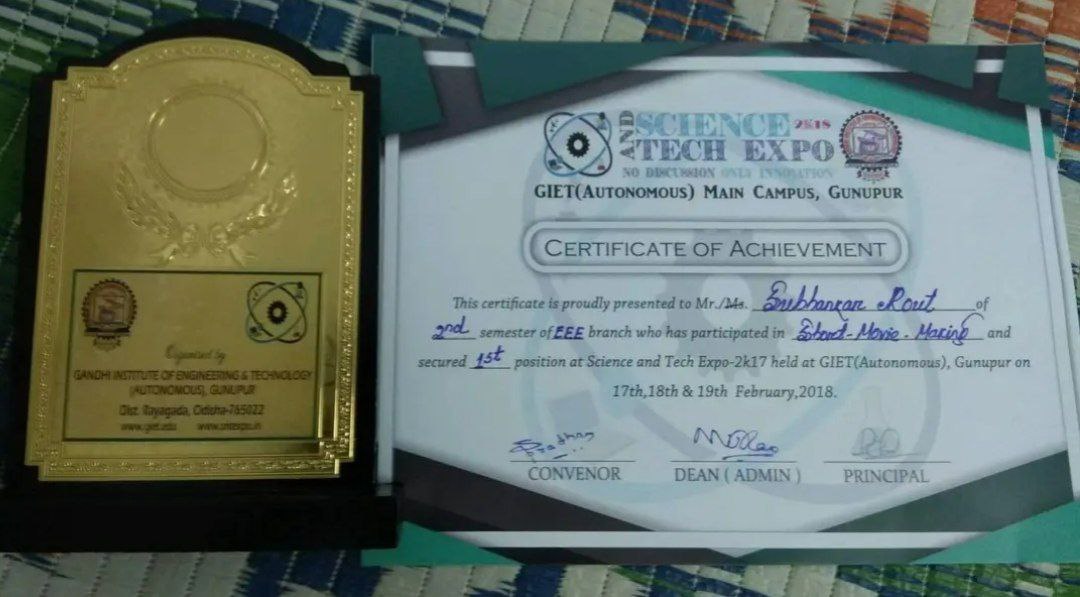 Organised by
GANDHI INSTITUTE OF ENGINEERING & TECHNOLOGY
(AUTONOMOUS), GUNUPUR
Dist. Rayagada, Odisha-765022
www.giet.edu
AND SCIENCE 2K18
TECH EXPO
NO DISCUSSION ONLY INNOVATION
GIET(AUTONOMOUS) MAIN CAMPUS, GUNUPUR
CERTIFICATE OF ACHIEVEMENT
This certificate is proudly presented to Mr./Ms. Subhankar Rout of
2nd semester of EEE branch who has participated in Short-Movie-Making and
secured 1st position at Science and Tech Expo-2k17 held at GIET(Autonomous), Gunupur on
17th,18th & 19th February,2018.
CONVENOR DEAN ( ADMIN ) PRINCIPAL